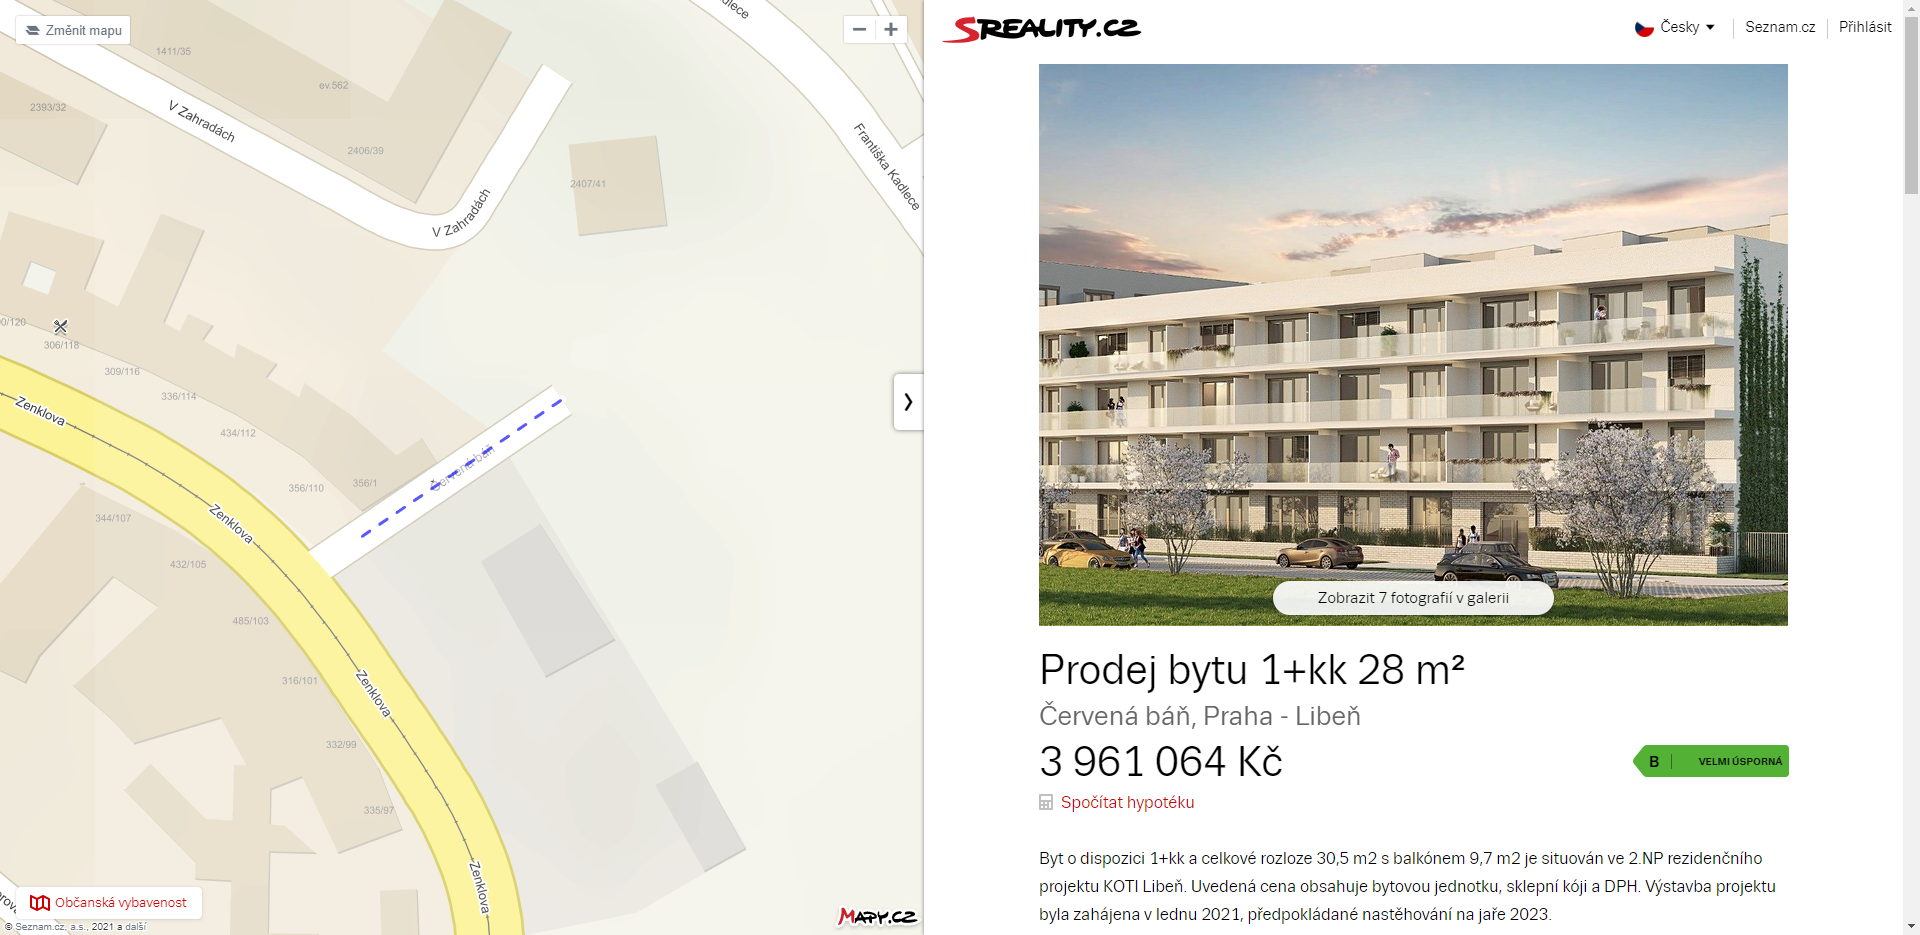 Změnit mapu
1411/35
ev.562
2393/32
V Zahradách
2406/39
2407/41
V Zahradách
Františka Kadlece
306/118
309/116
336/114
434/112
356/110
356/1
Zenklova
Červená báň
344/107
Zenklova
432/105
485/103
316/101
Zenklova
332/99
335/97
Zenklova
Občanská vybavenost
© Seznam.cz, a.s., 2021 a další
Mapy.cz
Sreality.cz
Česky
Seznam.cz
Přihlásit
Zobrazit 7 fotografií v galerii
Prodej bytu 1+kk 28 m²
Červená báň, Praha - Libeň
3 961 064 Kč
B
VELMI ÚSPORNÁ
Spočítat hypotéku
Byt o dispozici 1+kk a celkové rozloze 30,5 m2 s balkónem 9,7 m2 je situován ve 2.NP rezidenčního
projektu KOTI Libeň. Uvedená cena obsahuje bytovou jednotku, sklepní kóji a DPH. Výstavba projektu
byla zahájena v lednu 2021, předpokládané nastěhování na jaře 2023.